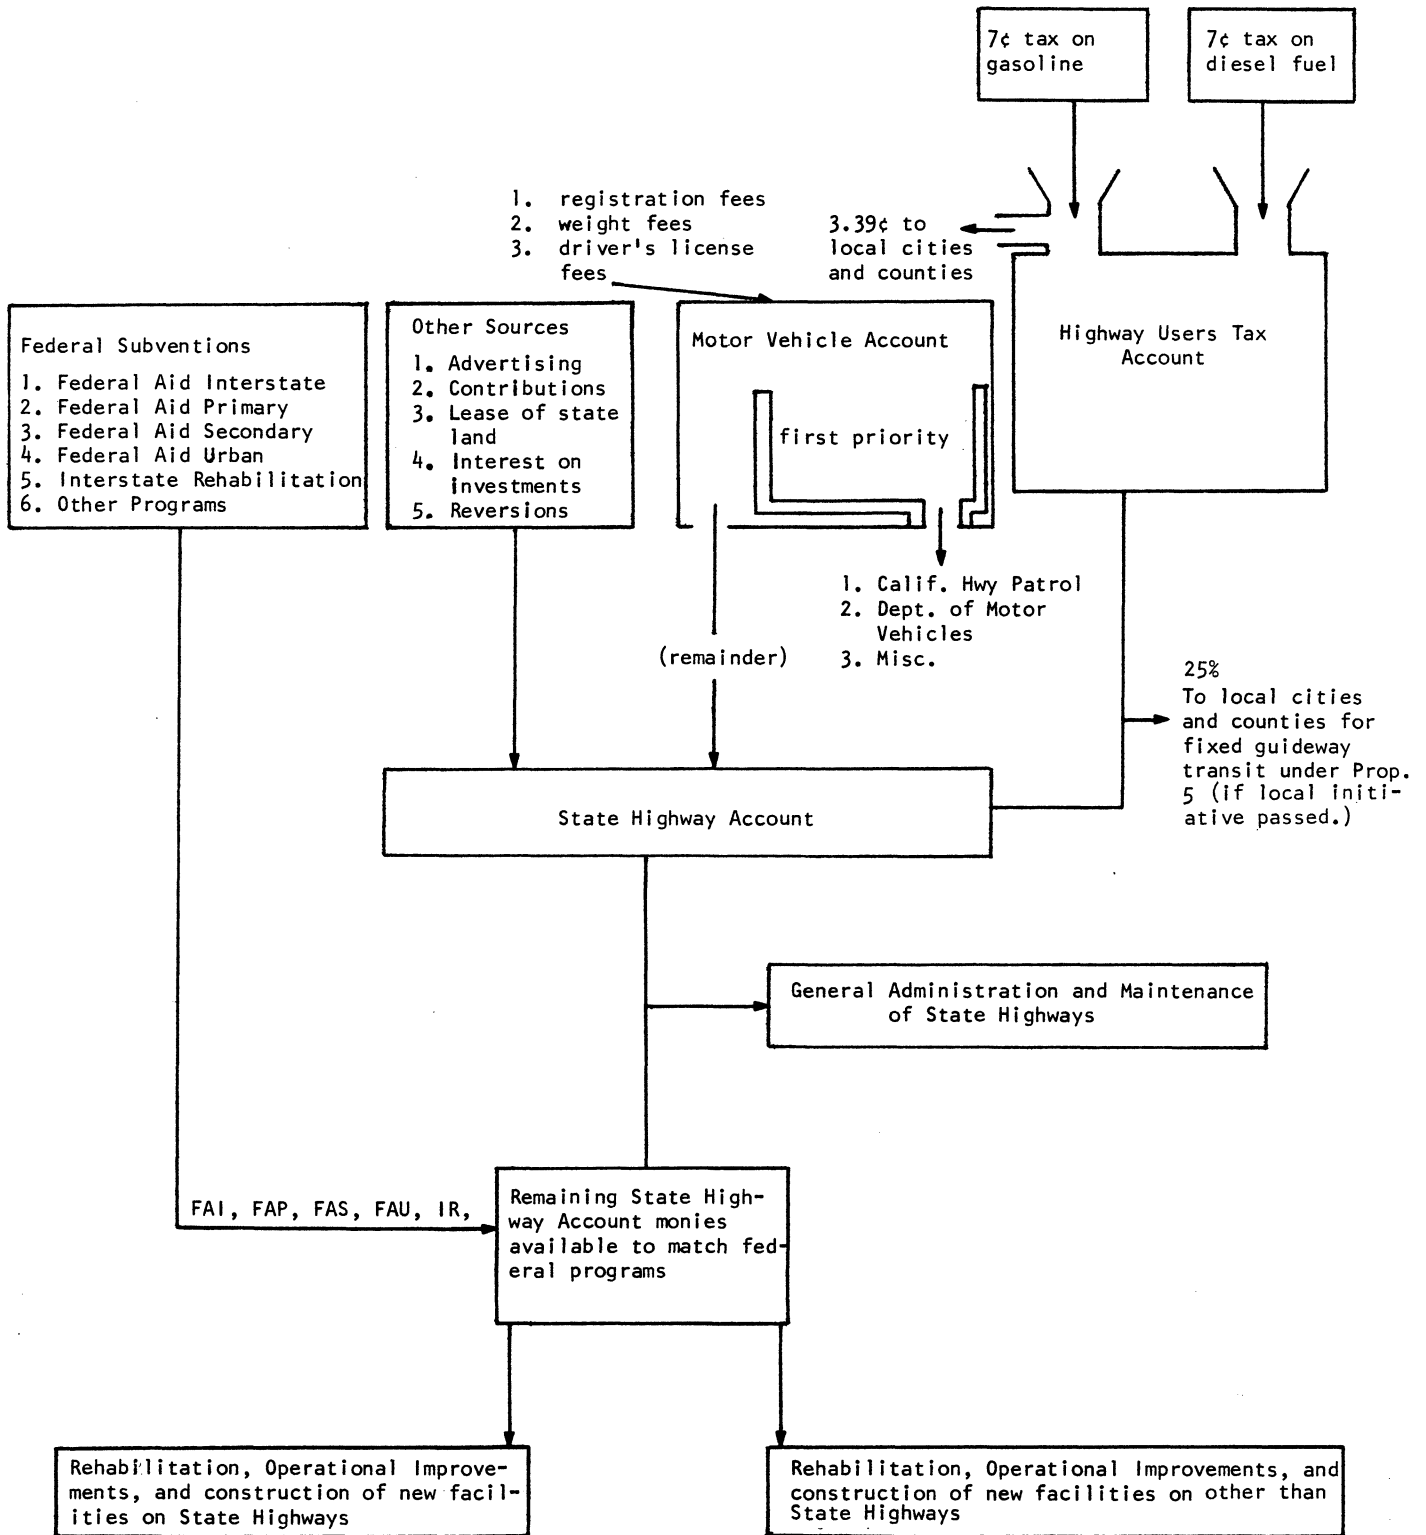 7¢ tax on
gasoline
7¢ tax on
diesel fuel
1. registration fees
2. weight fees
3. driver's license
fees
3.39¢ to
local cities
and counties
Federal Subventions
1. Federal Aid Interstate
2. Federal Aid Primary
3. Federal Aid Secondary
4. Federal Aid Urban
5. Interstate Rehabilitation
6. Other Programs
Other Sources
1. Advertising
2. Contributions
3. Lease of state
land
4. Interest on
investments
5. Reversions
Motor Vehicle Account
first priority
Highway Users Tax
Account
1. Calif. Hwy Patrol
2. Dept. of Motor
Vehicles
3. Misc.
(remainder)
25%
To local cities
and counties for
fixed guideway
transit under Prop.
5 (if local initi-
ative passed.)
State Highway Account
General Administration and Maintenance
of State Highways
FAI, FAP, FAS, FAU, IR,
Remaining State High-
way Account monies
available to match fed-
eral programs
Rehabilitation, Operational Improve-
ments, and construction of new facil-
ities on State Highways
Rehabilitation, Operational Improvements, and
construction of new facilities on other than
State Highways